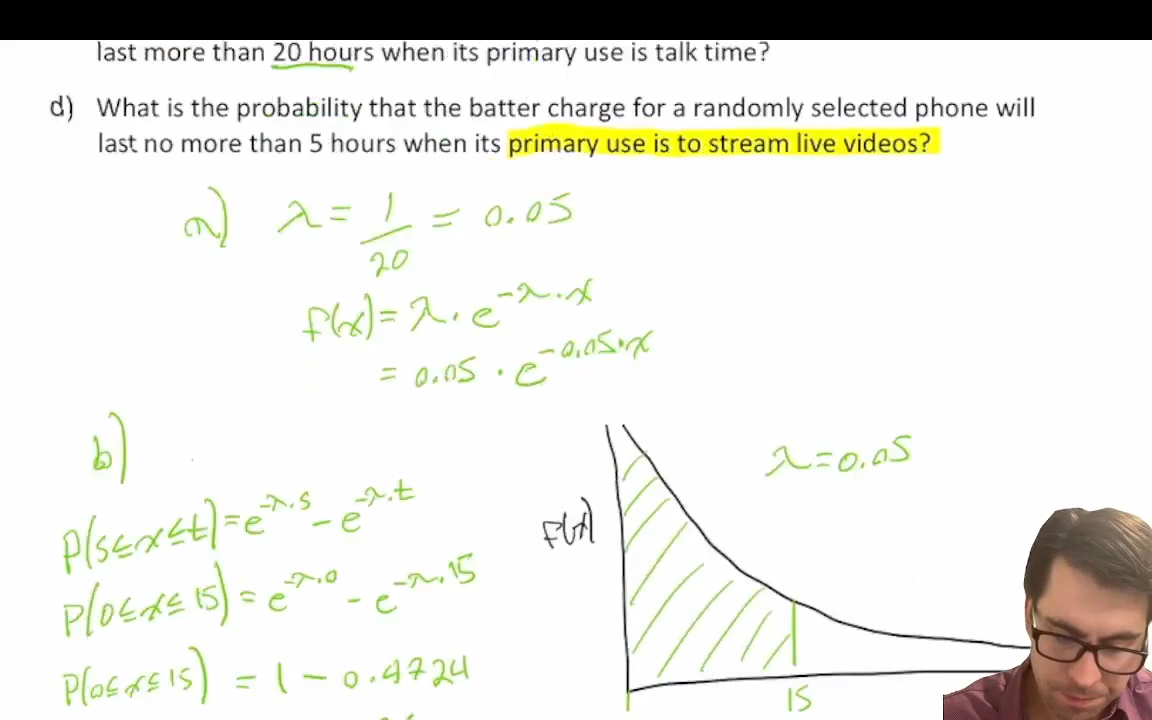 last more than 20 hours when its primary use is talk time?
d) What is the probability that the batter charge for a randomly selected phone will
last no more than 5 hours when its primary use is to stream live videos?
a) λ = 1/20 = 0.05
f(x) = λ · e^{-λ·x}
= 0.05 · e^{-0.05·x}
b)
P(s ≤ x ≤ t) = e^{-λ·s} - e^{-λ·t}
P(0 ≤ x ≤ 15) = e^{-λ·0} - e^{-λ·15}
P(0 ≤ x ≤ 15) = 1 - 0.4724
λ = 0.05
f(x)
15